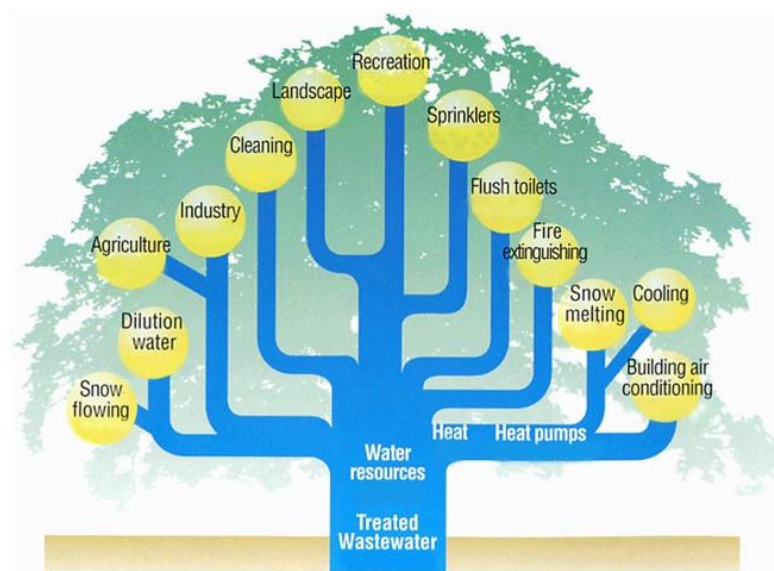 Recreation
Landscape
Sprinklers
Cleaning
Flush toilets
Industry
Fire
extinguishing
Agriculture
Snow
melting
Cooling
Dilution
water
Building air
conditioning
Snow
flowing
Heat
Heat pumps
Water
resources
Treated
Wastewater